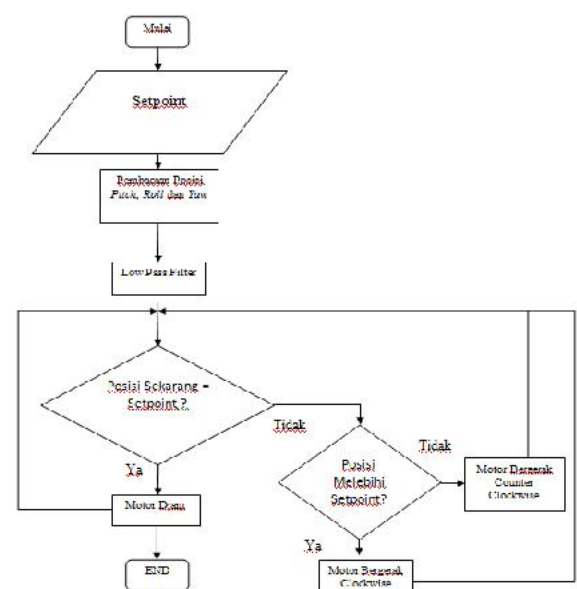 Mulai
Setpoint
Pembacaan Posisi
Pitch, Roll dan Yaw
Low Pass Filter
Posisi Sekarang =
Setpoint ?
Tidak
Ya
Motor Diam
END
Posisi
Melebihi
Setpoint?
Tidak
Motor Bergerak
Counter
Clockwise
Ya
Motor Bergerak
Clockwise